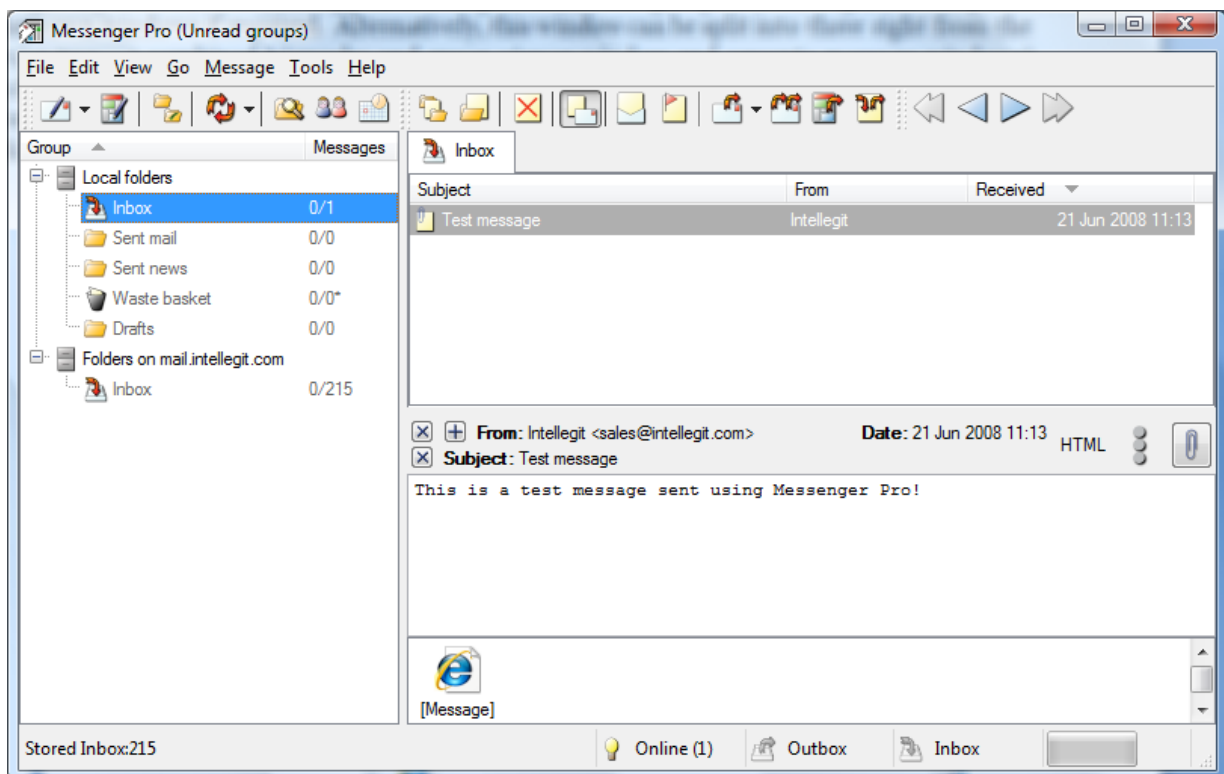 Messenger Pro (Unread groups)
File Edit View Go Message Tools Help
Group Messages
Local folders
Inbox 0/1
Sent mail 0/0
Sent news 0/0
Waste basket 0/0*
Drafts 0/0
Folders on mail.intellegit.com
Inbox 0/215
Inbox
Subject From Received
Test message Intellegit 21 Jun 2008 11:13
From: Intellegit <sales@intellegit.com> Date: 21 Jun 2008 11:13 HTML
Subject: Test message
This is a test message sent using Messenger Pro!
[Message]
Stored Inbox:215 Online (1) Outbox Inbox